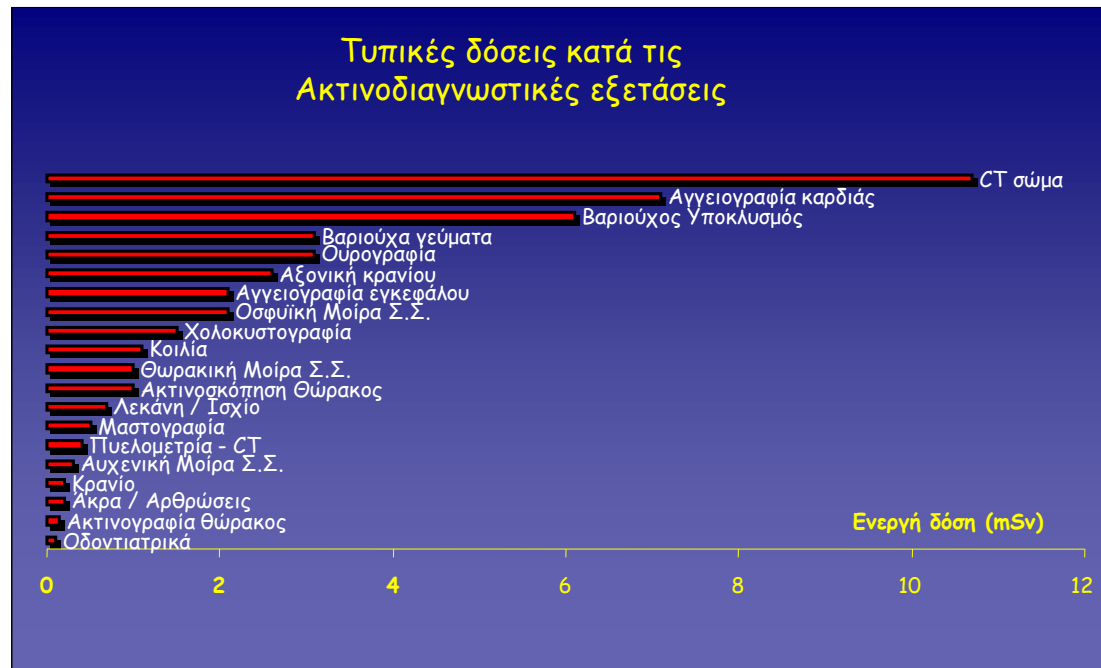 Τυπικές δόσεις κατά τις
Ακτινοδιαγνωστικές εξετάσεις
CT σώμα
Αγγειογραφία καρδιάς
Βαριούχος Υποκλυσμός
Βαριούχα γεύματα
Ουρογραφία
Αξονική κρανίου
Αγγειογραφία εγκεφάλου
Οσφυϊκή Μοίρα Σ.Σ.
Χολοκυστογραφία
Κοιλία
Θωρακική Μοίρα Σ.Σ.
Ακτινοσκόπηση Θώρακος
Λεκάνη / Ισχίο
Μαστογραφία
Πυελομετρία - CT
Αυχενική Μοίρα Σ.Σ.
Κρανίο
Άκρα / Αρθρώσεις
Ακτινογραφία θώρακος
Ενεργή δόση (mSv)
Οδοντιατρικά
0 2 4 6 8 10 12